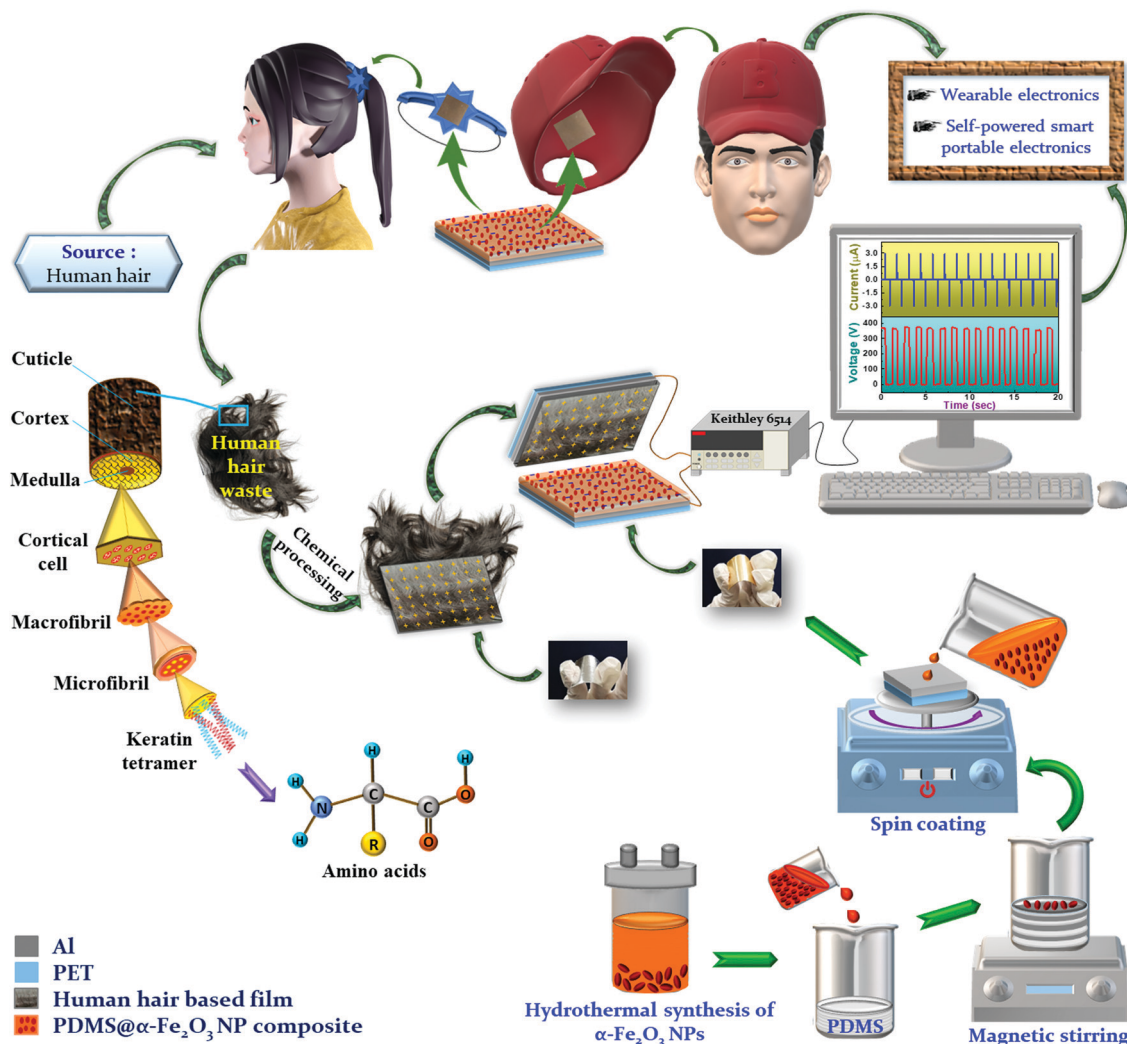 Wearable electronics
Self-powered smart
portable electronics
Source :
Human hair
B
Current (µA)
3.0
1.5
0.0
-1.5
-3.0
Voltage (V)
400
300
200
100
0
0 5 10 15 20
Time (sec)
Cuticle
Cortex
Medulla
Cortical
cell
Macrofibril
Microfibril
Keratin
tetramer
Human
hair
waste
Chemical
processing
Keithley 6514
H
H
N
H
C
R
C
O
O
H
Amino acids
Spin coating
Hydrothermal synthesis of
α-Fe₂O₃ NPs
PDMS
Magnetic stirring
Al
PET
Human hair based film
PDMS@α-Fe₂O₃ NP composite